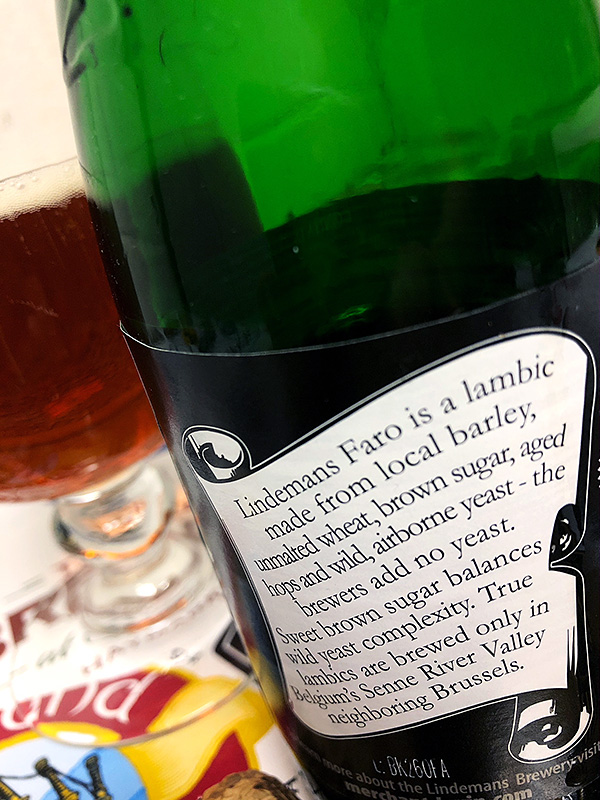 Lindemans Faro is a lambic
made from local barley,
unmalted wheat, brown sugar, aged
hops and wild, airborne yeast - the
brewers add no yeast.
Sweet brown sugar balances
wild yeast complexity. True
lambics are brewed only in
Belgium's Senne River Valley
neighboring Brussels.
L: BK260FA
more about the Lindemans Brewery visit